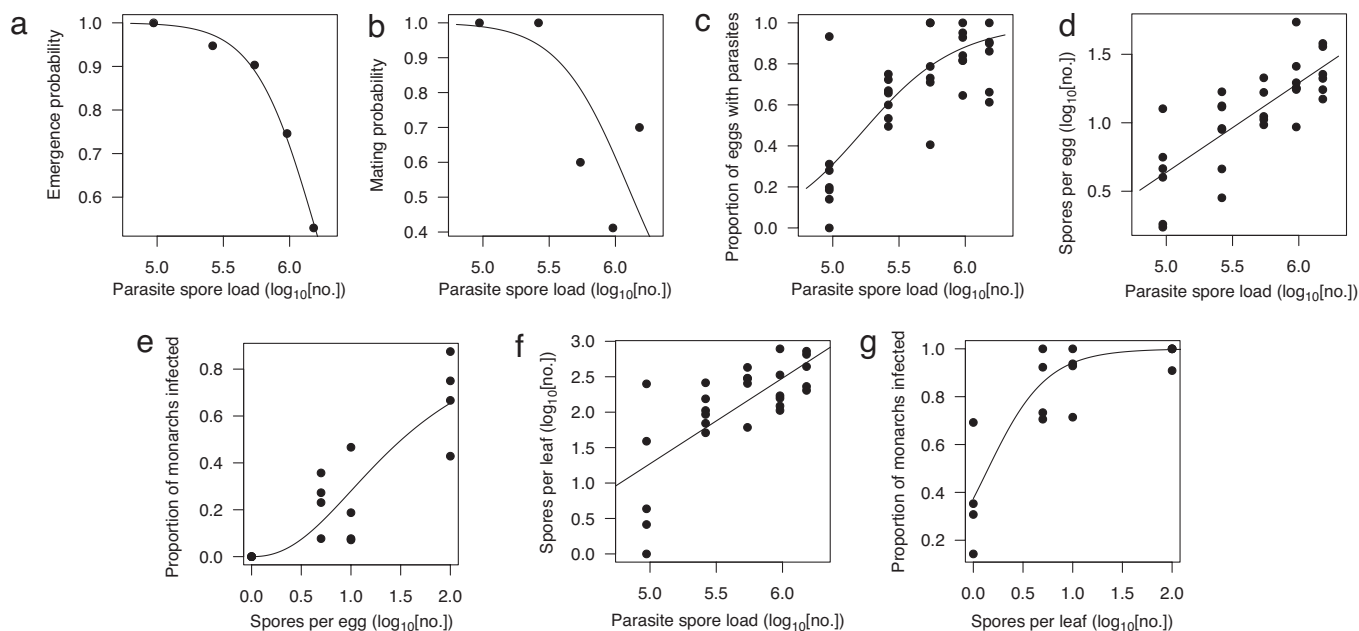 a
Emergence probability
1.0
0.9
0.8
0.7
0.6
5.0 5.5 6.0
Parasite spore load (log10[no.])
b
Mating probability
1.0
0.9
0.8
0.7
0.6
0.5
0.4
5.0 5.5 6.0
Parasite spore load (log10[no.])
c
Proportion of eggs with parasites
1.0
0.8
0.6
0.4
0.2
0.0
5.0 5.5 6.0
Parasite spore load (log10[no.])
d
Spores per egg (log10[no.])
1.5
1.0
0.5
5.0 5.5 6.0
Parasite spore load (log10[no.])
e
Proportion of monarchs infected
0.8
0.6
0.4
0.2
0.0
0.0 0.5 1.0 1.5 2.0
Spores per egg (log10[no.])
f
Spores per leaf (log10[no.])
3.0
2.5
2.0
1.5
1.0
0.5
0.0
5.0 5.5 6.0
Parasite spore load (log10[no.])
g
Proportion of monarchs infected
1.0
0.8
0.6
0.4
0.2
0.0 0.5 1.0 1.5 2.0
Spores per leaf (log10[no.])